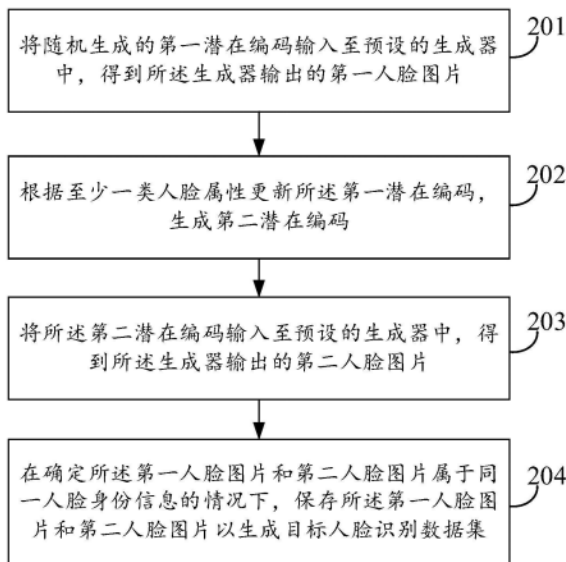 将随机生成的第一潜在编码输入至预设的生成器
中，得到所述生成器输出的第一人脸图片
201
根据至少一类人脸属性更新所述第一潜在编码，
生成第二潜在编码
202
将所述第二潜在编码输入至预设的生成器中，得
到所述生成器输出的第二人脸图片
203
在确定所述第一人脸图片和第二人脸图片属于同
一人脸身份信息的情况下，保存所述第一人脸图
片和第二人脸图片以生成目标人脸识别数据集
204